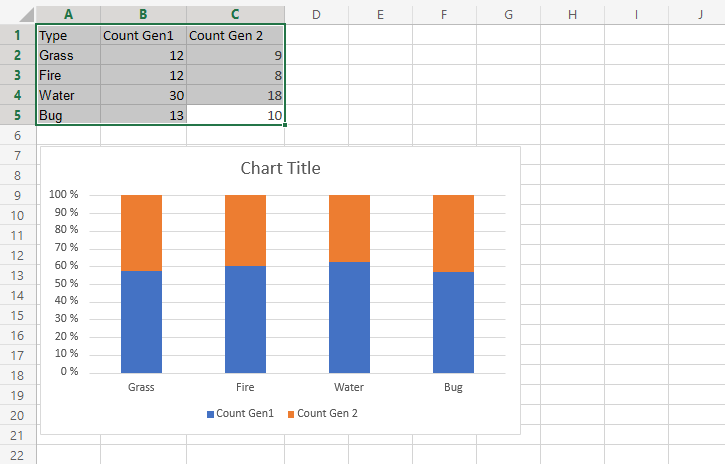 A B C D E F G H I J
1 Type Count Gen1 Count Gen 2
2 Grass 12 9
3 Fire 12 8
4 Water 30 18
5 Bug 13 10
6
7
8 Chart Title
9 100 %
10 90 %
11 80 %
12 70 %
13 60 %
14 50 %
15 40 %
16 30 %
17 20 %
18 10 %
19 0 %
20 Grass Fire Water Bug
21 Count Gen1 Count Gen 2
22